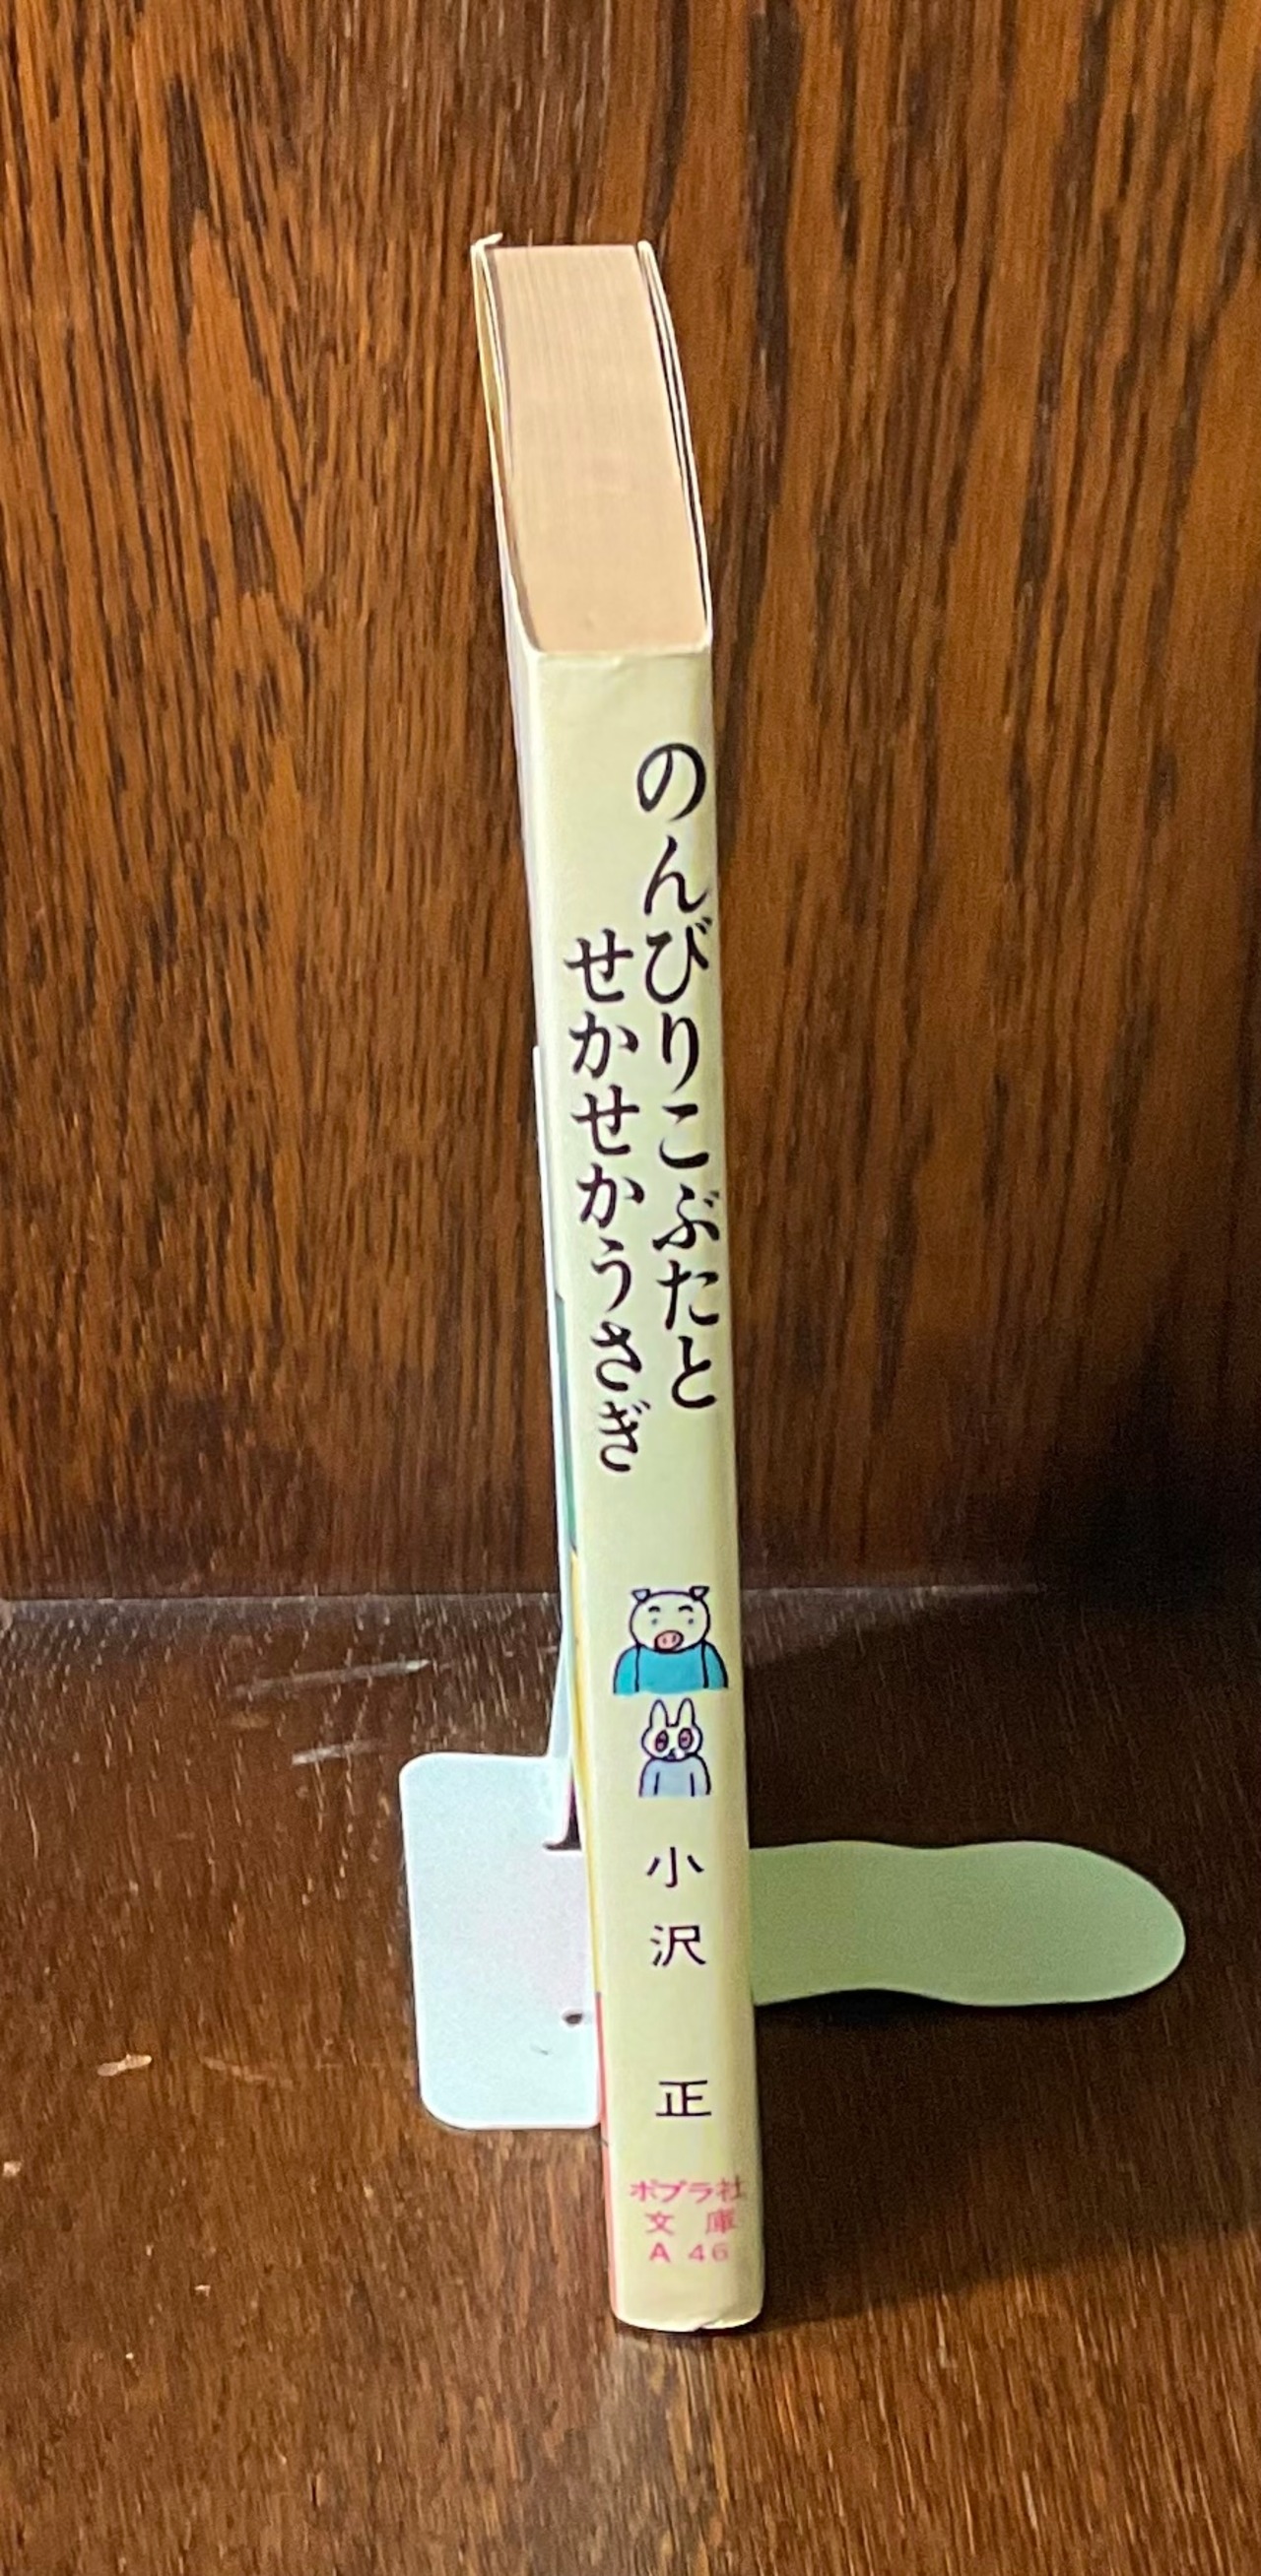 のんびりこぶたと
せかせかうさぎ
小沢 正
ポプラ社
文庫
A 46